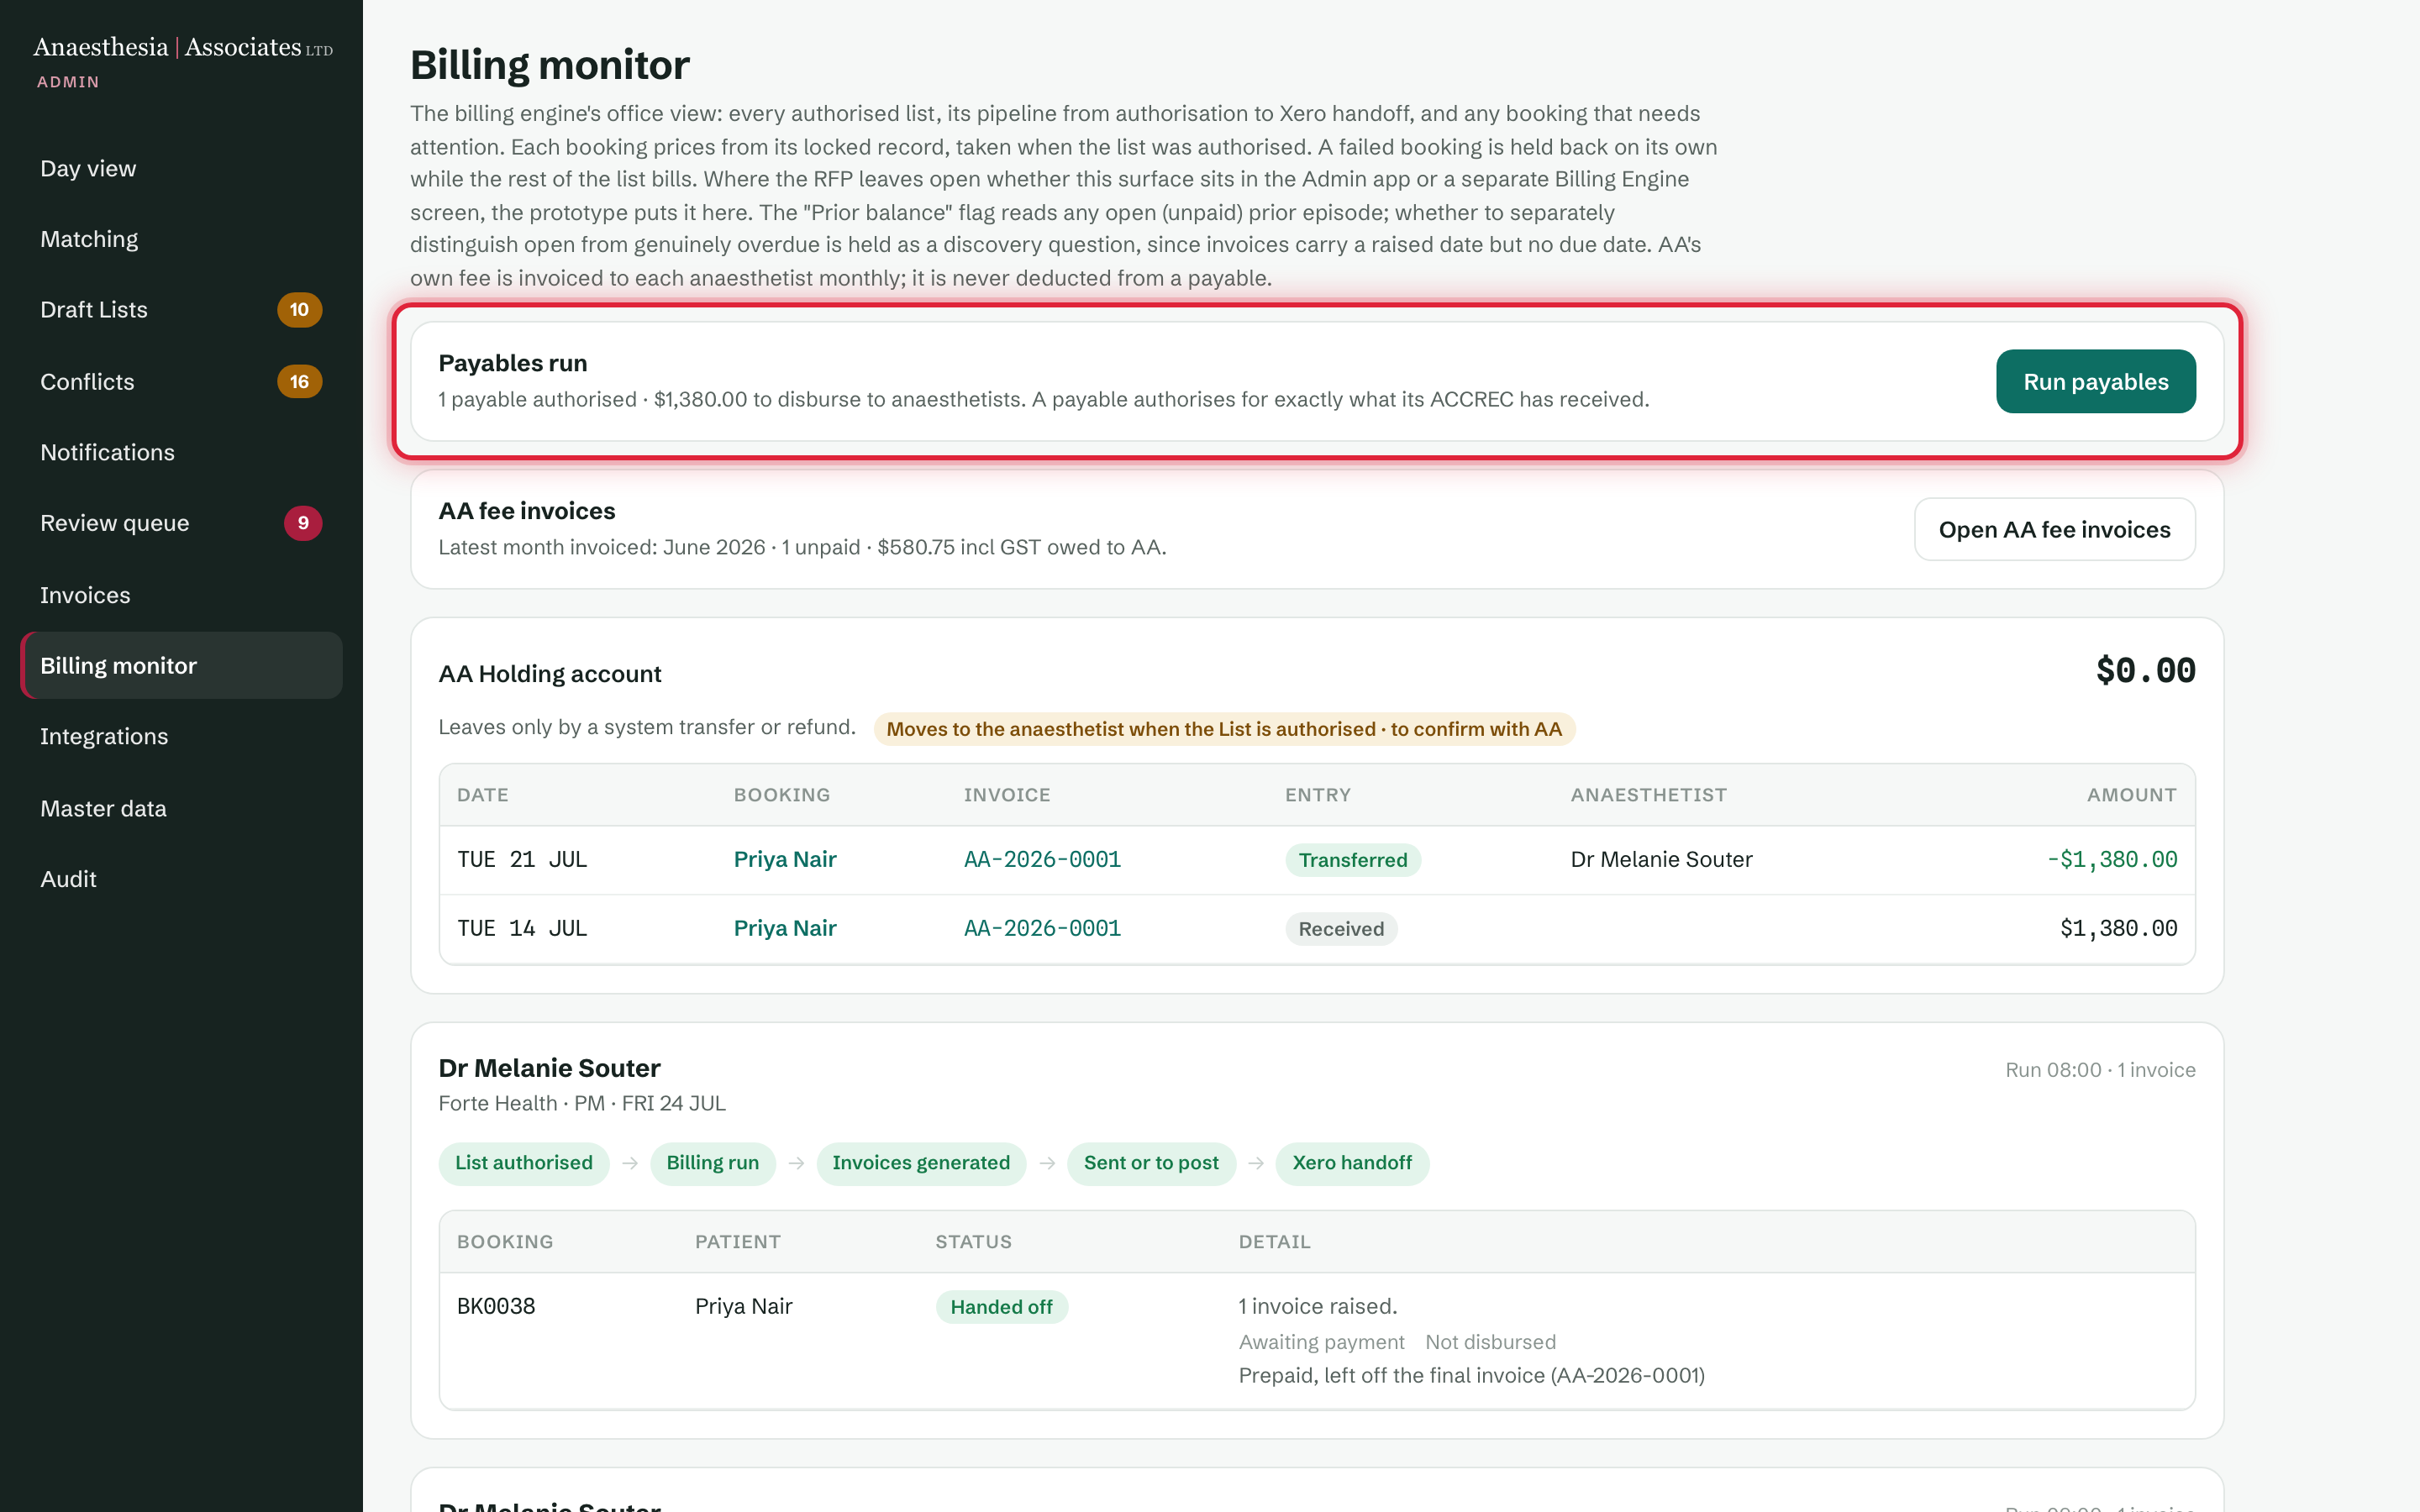 Anaesthesia | Associates LTD
ADMIN
Day view
Matching
Draft Lists 10
Conflicts 16
Notifications
Review queue 9
Invoices
Billing monitor
Integrations
Master data
Audit
Billing monitor
The billing engine's office view: every authorised list, its pipeline from authorisation to Xero handoff, and any booking that needs
attention. Each booking prices from its locked record, taken when the list was authorised. A failed booking is held back on its own
while the rest of the list bills. Where the RFP leaves open whether this surface sits in the Admin app or a separate Billing Engine
screen, the prototype puts it here. The "Prior balance" flag reads any open (unpaid) prior episode; whether to separately
distinguish open from genuinely overdue is held as a discovery question, since invoices carry a raised date but no due date. AA's
own fee is invoiced to each anaesthetist monthly; it is never deducted from a payable.
Payables run
1 payable authorised · $1,380.00 to disburse to anaesthetists. A payable authorises for exactly what its ACCREC has received.
Run payables
AA fee invoices
Latest month invoiced: June 2026 · 1 unpaid · $580.75 incl GST owed to AA.
Open AA fee invoices
AA Holding account
$0.00
Leaves only by a system transfer or refund. Moves to the anaesthetist when the List is authorised · to confirm with AA
DATE BOOKING INVOICE ENTRY ANAESTHETIST AMOUNT
TUE 21 JUL Priya Nair AA-2026-0001 Transferred Dr Melanie Souter -$1,380.00
TUE 14 JUL Priya Nair AA-2026-0001 Received $1,380.00
Dr Melanie Souter
Run 08:00 · 1 invoice
Forte Health · PM · FRI 24 JUL
List authorised → Billing run → Invoices generated → Sent or to post → Xero handoff
BOOKING PATIENT STATUS DETAIL
BK0038 Priya Nair Handed off 1 invoice raised.
Awaiting payment Not disbursed
Prepaid, left off the final invoice (AA-2026-0001)
Dr Melanie Souter
Run 08:00 · 1 invoice